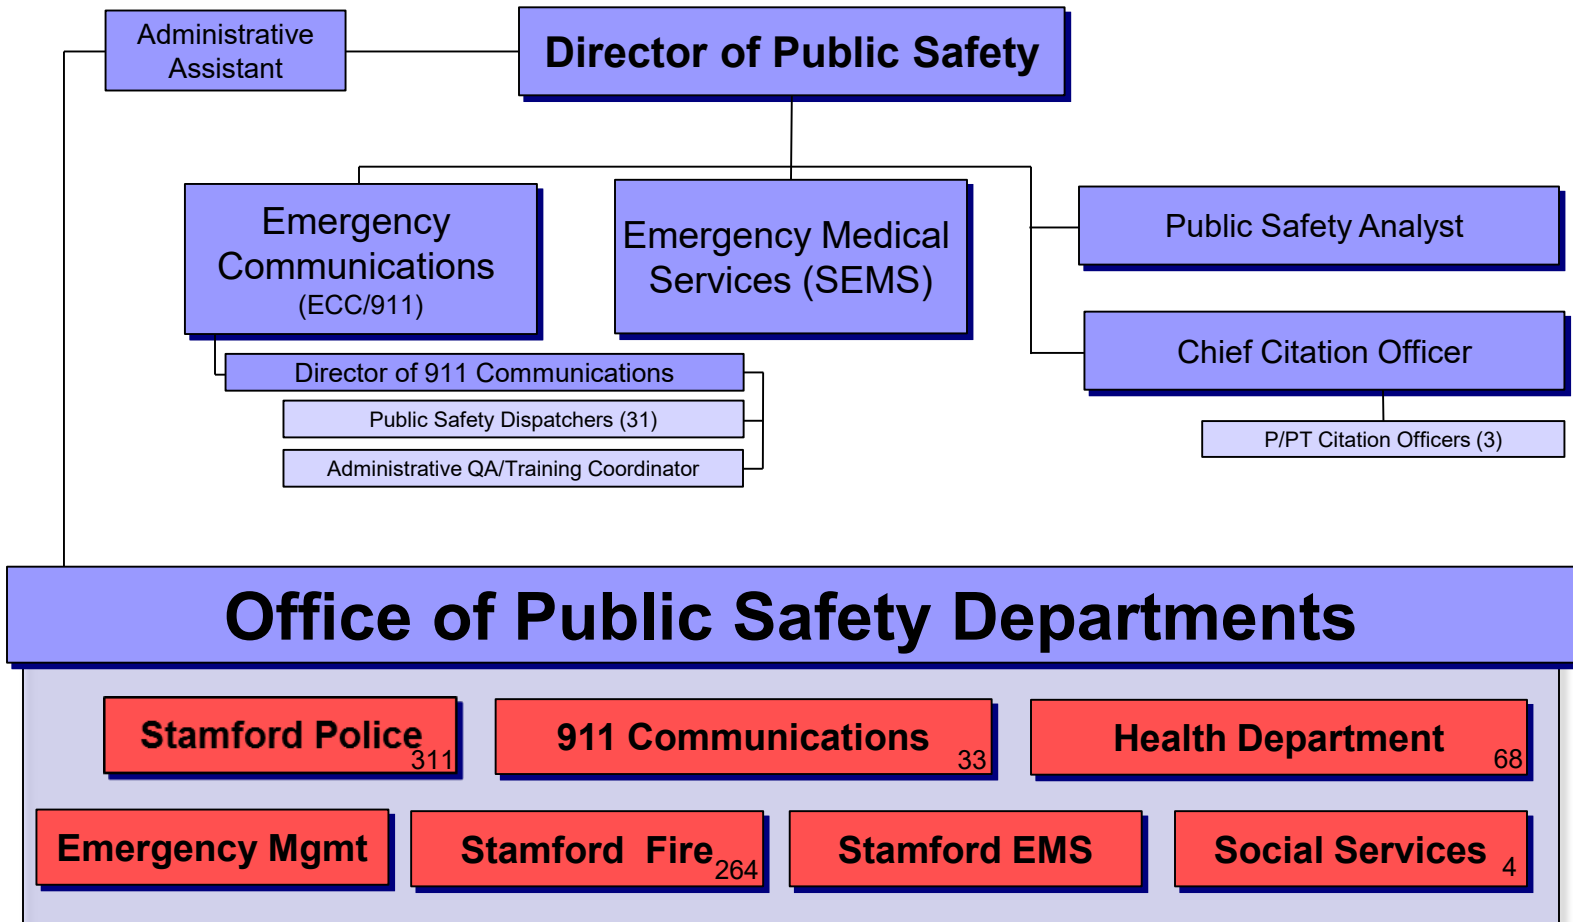 Administrative
Assistant
Director of Public Safety
Emergency
Communications
(ECC/911)
Emergency Medical
Services (SEMS)
Public Safety Analyst
Chief Citation Officer
Director of 911 Communications
Public Safety Dispatchers (31)
Administrative QA/Training Coordinator
P/PT Citation Officers (3)
Office of Public Safety Departments
Stamford Police
311
911 Communications
33
Health Department
68
Emergency Mgmt
Stamford Fire
264
Stamford EMS
Social Services
4